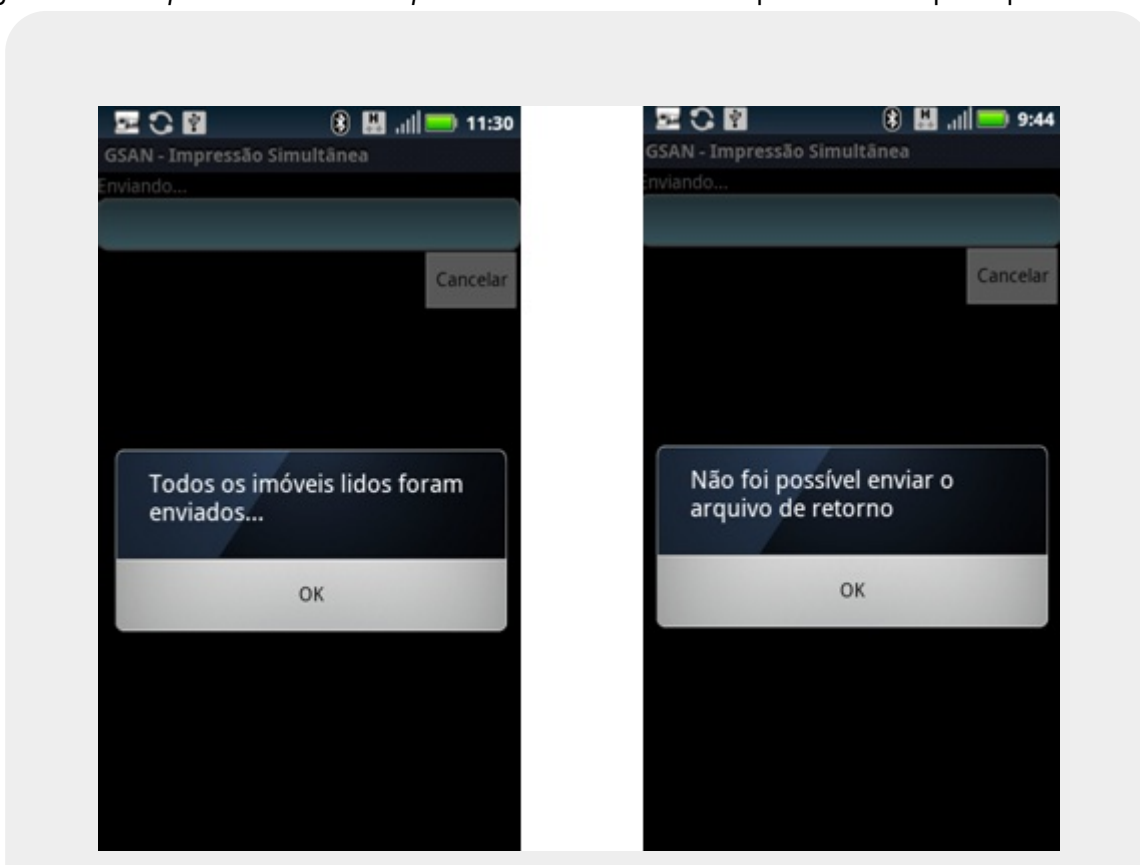 11:30
GSAN - Impressão Simultânea
Enviando...
Cancelar
Todos os imóveis lidos foram
enviados...
OK
9:44
GSAN - Impressão Simultânea
Enviando...
Cancelar
Não foi possível enviar o
arquivo de retorno
OK